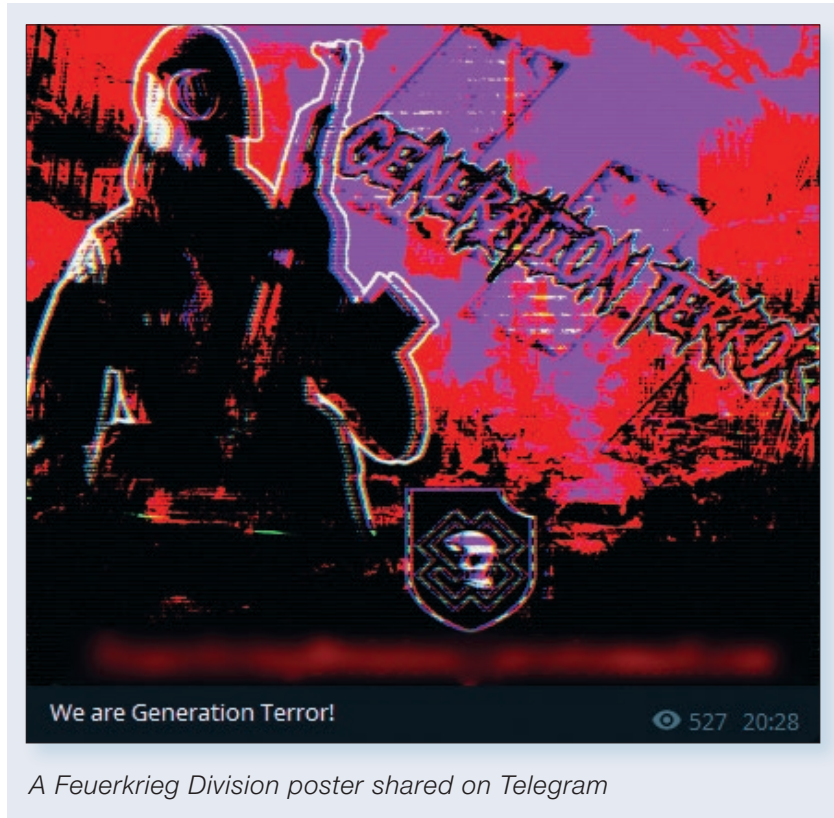 GENERATION TERROR
We are Generation Terror!
527 20:28
A Feuerkrieg Division poster shared on Telegram